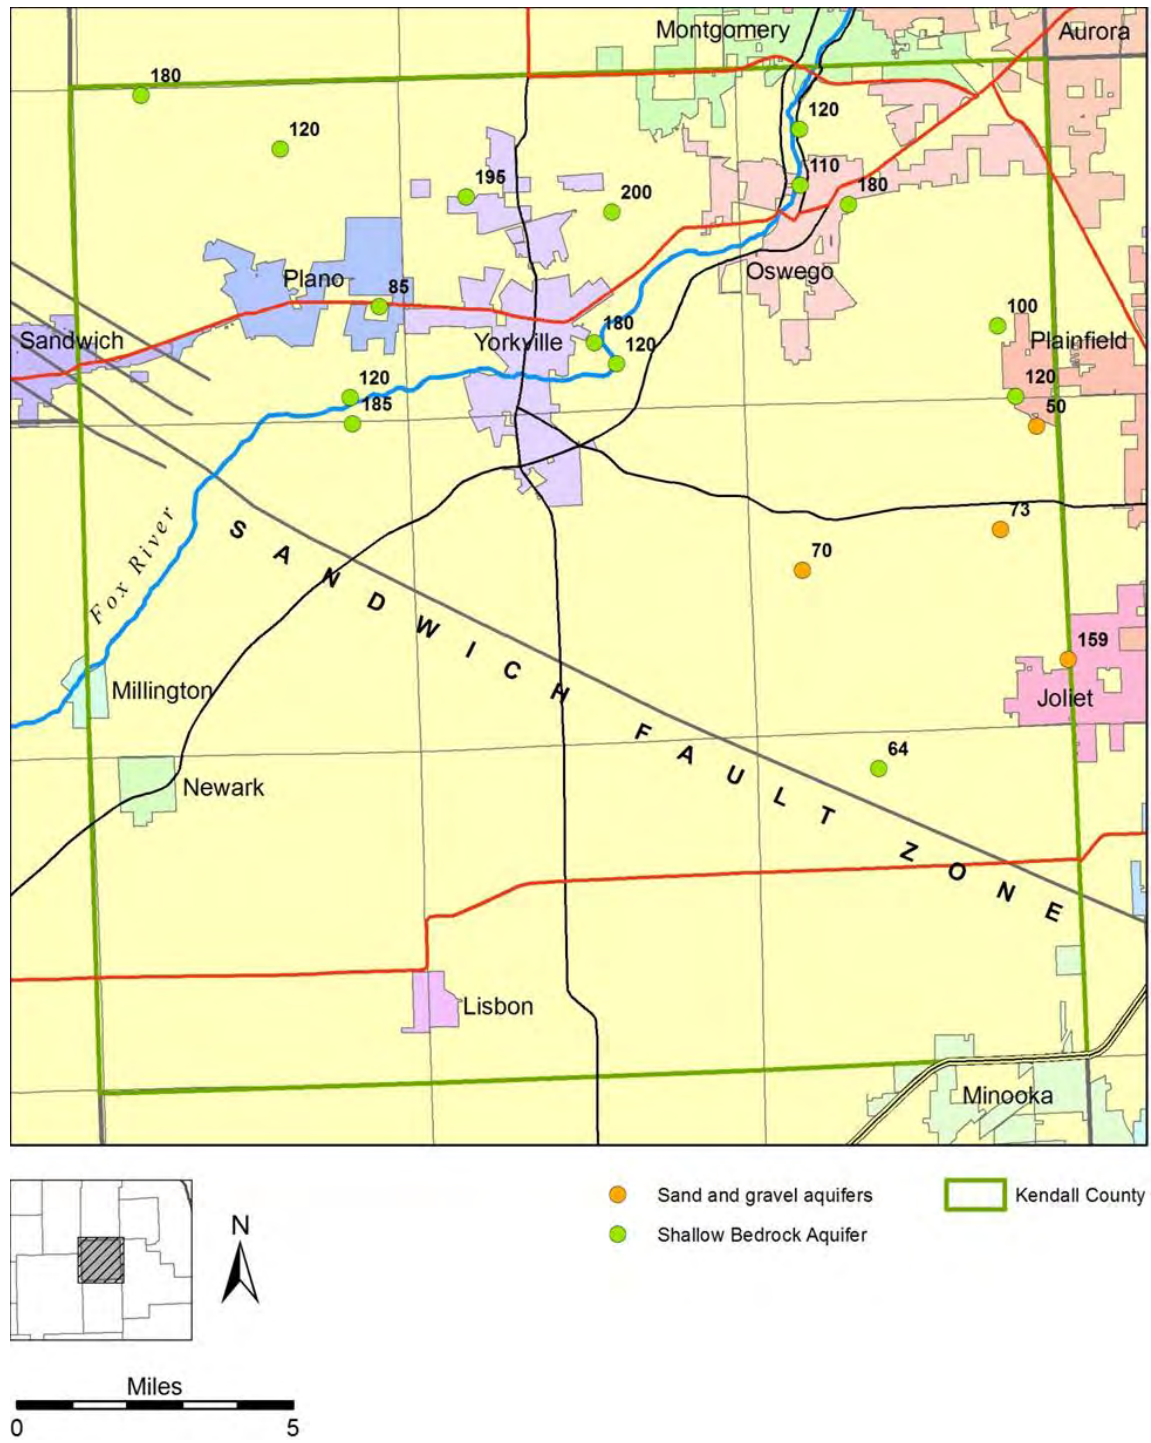 Montgomery
Aurora
180
120
120
195
200
110
180
Plano
85
Oswego
100
Sandwich
Yorkville
180
120
Plainfield
120
185
120
50
Fox River
73
70
SANDWICH FAULT ZONE
159
Millington
Joliet
64
Newark
Lisbon
Minooka
N
Sand and gravel aquifers
Kendall County
Shallow Bedrock Aquifer
Miles
0 5